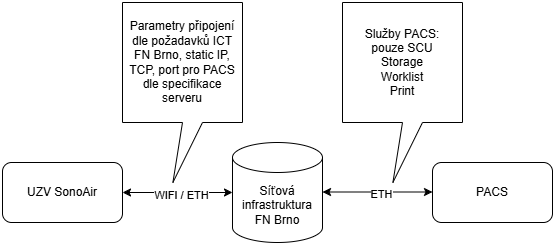 Parametry připojení
dle požadavků ICT
FN Brno, static IP,
TCP, port pro PACS
dle specifikace
serveru
Služby PACS:
pouze SCU
Storage
Worklist
Print
UZV SonoAir
WIFI / ETH
Síťová
infrastruktura
FN Brno
ETH
PACS